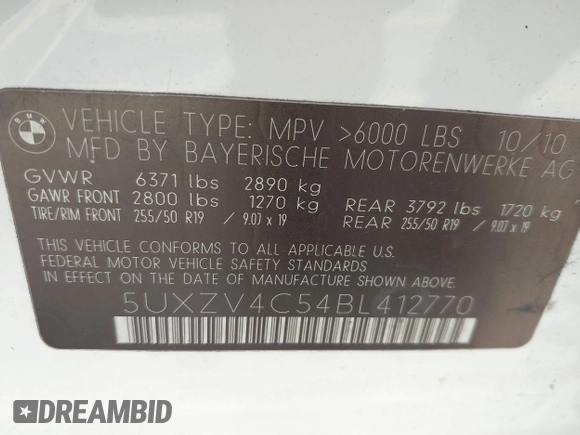 BMW
VEHICLE TYPE: MPV >6000 LBS 10/10
MFD BY BAYERISCHE MOTORENWERKE AG
GVWR 6371 lbs 2890 kg
GAWR FRONT 2800 lbs 1270 kg REAR 3792 lbs 1720 kg
TIRE/RIM FRONT 255/50 R19 / 9.0J x 19 REAR 255/50 R19 / 9.0J x 19
THIS VEHICLE CONFORMS TO ALL APPLICABLE U.S.
FEDERAL MOTOR VEHICLE SAFETY STANDARDS
IN EFFECT ON THE DATE OF MANUFACTURE SHOWN ABOVE.
5UXZV4C54BL412770
DREAMBID